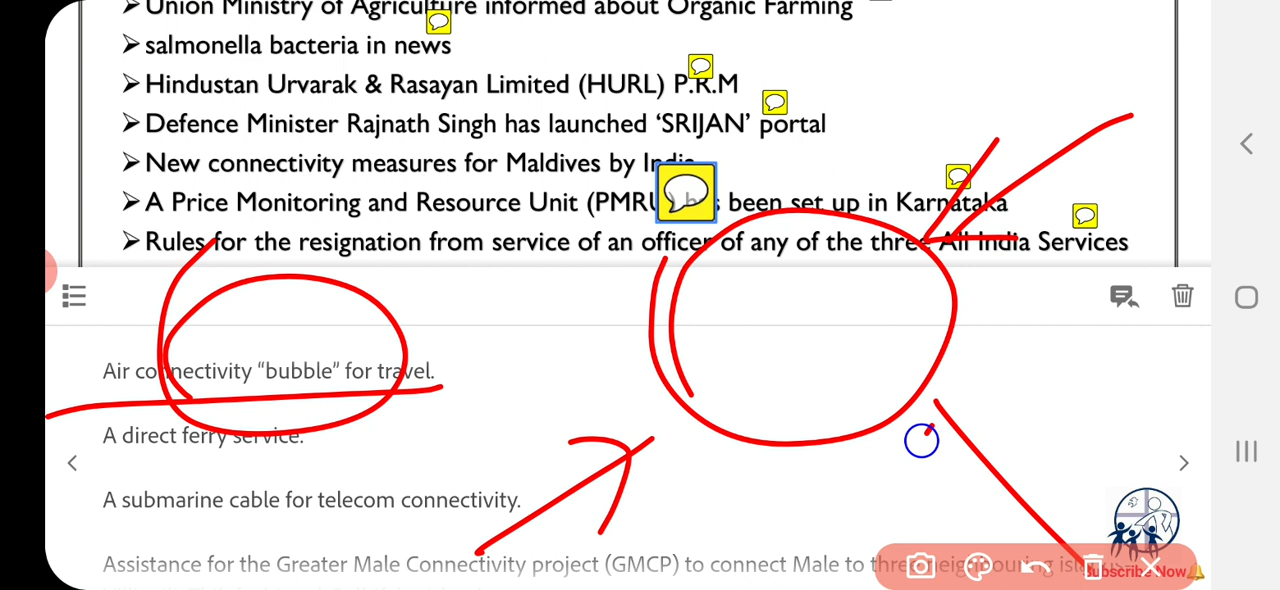 ➢Union Ministry of Agriculture informed about Organic Farming
➢salmonella bacteria in news
➢Hindustan Urvarak & Rasayan Limited (HURL) P.R.M
➢Defence Minister Rajnath Singh has launched ‘SRIJAN’ portal
➢New connectivity measures for Maldives by India
➢A Price Monitoring and Resource Unit (PMRU) has been set up in Karnataka
➢Rules for the resignation from service of an officer of any of the three All India Services
Air connectivity “bubble” for travel.
A direct ferry service.
A submarine cable for telecom connectivity.
Assistance for the Greater Male Connectivity project (GMCP) to connect Male to three neighbouring
Subscribe Now